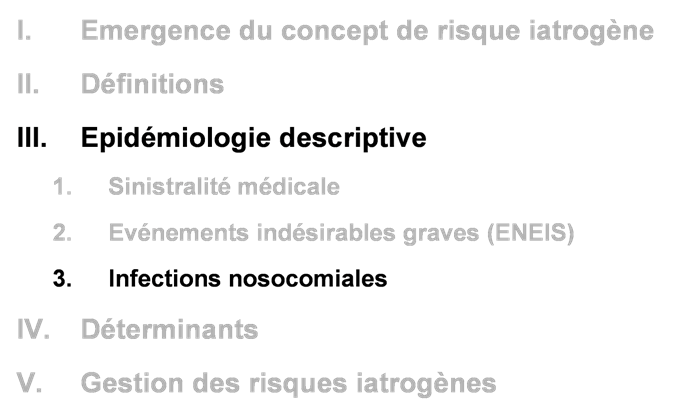 I. Emergence du concept de risque iatrogène
II. Définitions
III. Epidémiologie descriptive
1. Sinistralité médicale
2. Evénements indésirables graves (ENEIS)
3. Infections nosocomiales
IV. Déterminants
V. Gestion des risques iatrogènes